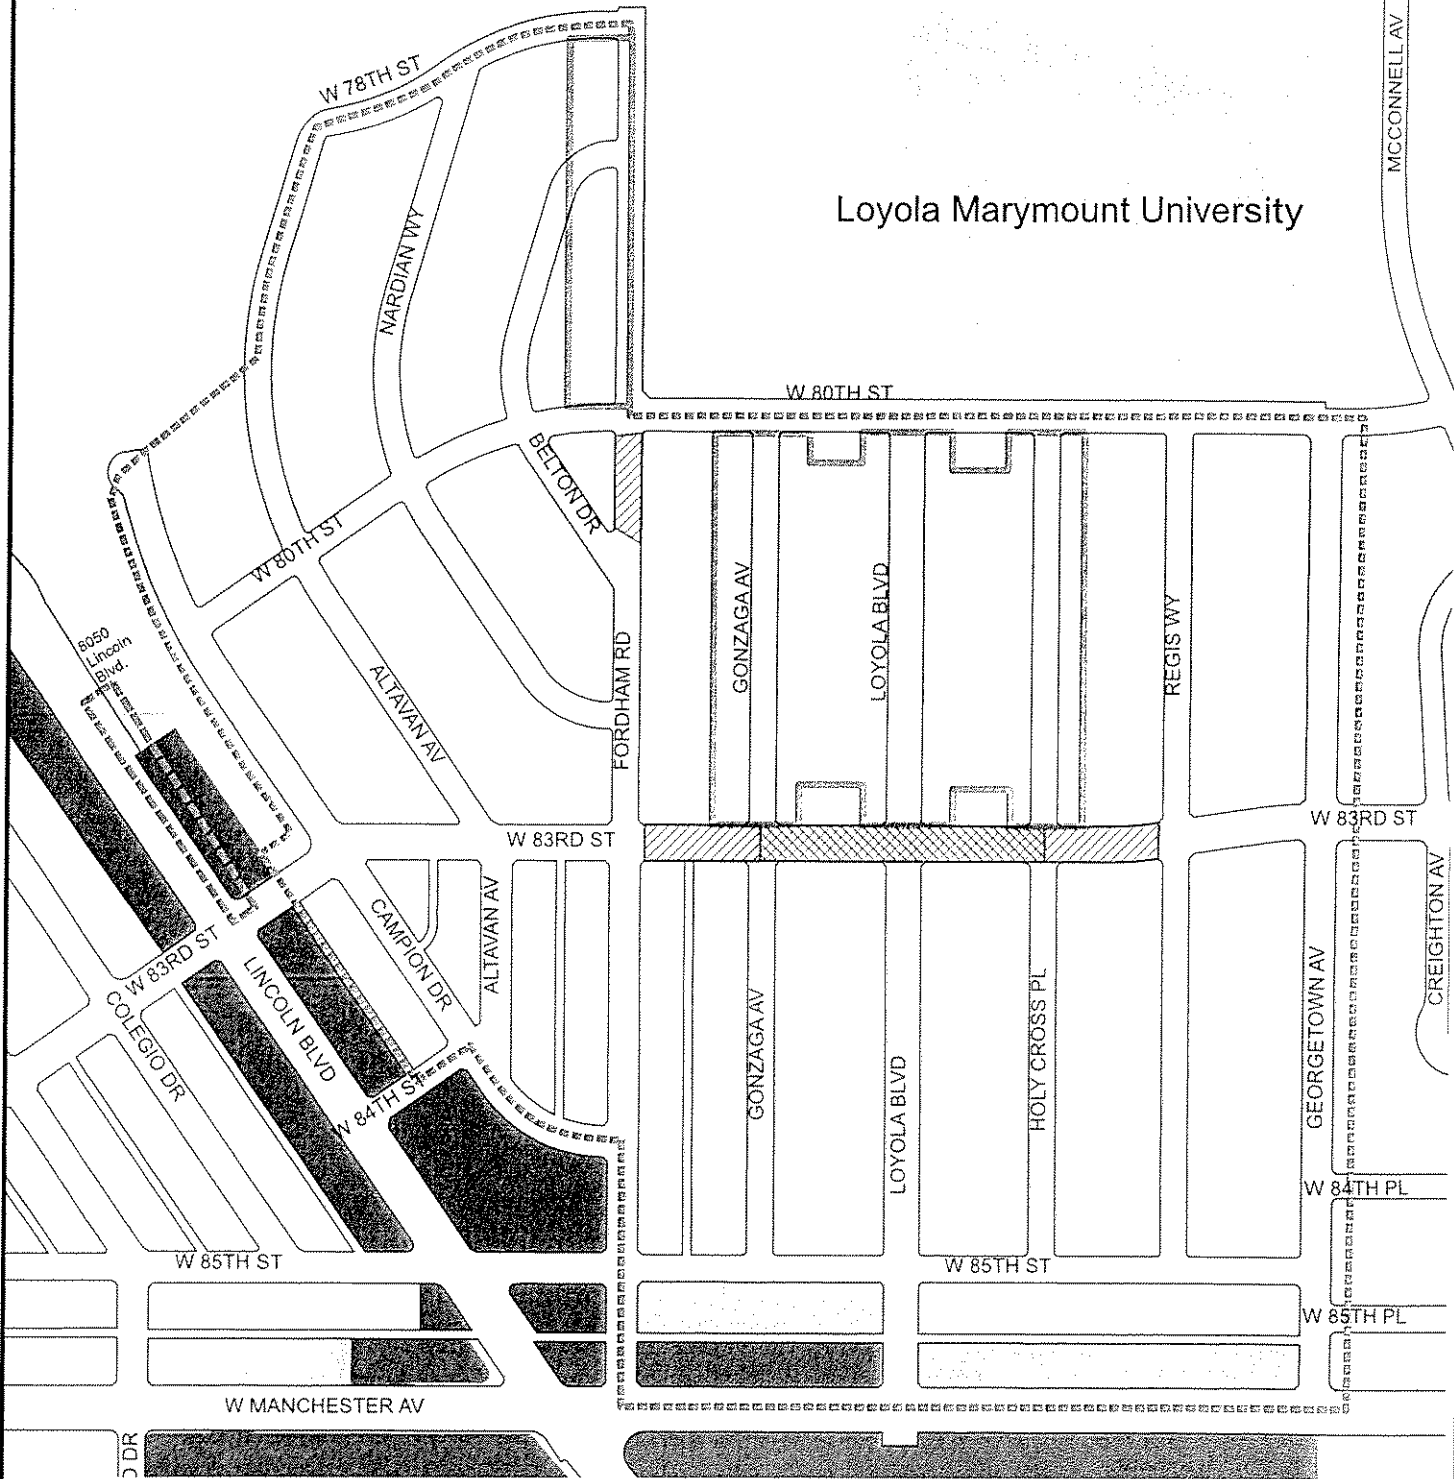 W 78TH ST
MCCONNELL AV
Loyola Marymount University
NARDIAN WY
W 80TH ST
BELTON DR
W 80TH ST
GONZAGA AV
LOYOLA BLVD
REGIS WY
8050
Lincoln
Blvd.
ALTAVAN AV
FORDHAM RD
W 83RD ST
W 83RD ST
CAMPION DR
ALTAVAN AV
CREIGHTON AV
W 83RD ST
LINCOLN BLVD
COLEGIO DR
HOLY CROSS PL
GEORGETOWN AV
GONZAGA AV
LOYOLA BLVD
W 84TH ST
W 84TH PL
W 85TH ST
W 85TH ST
W 85TH PL
W MANCHESTER AV
D DR